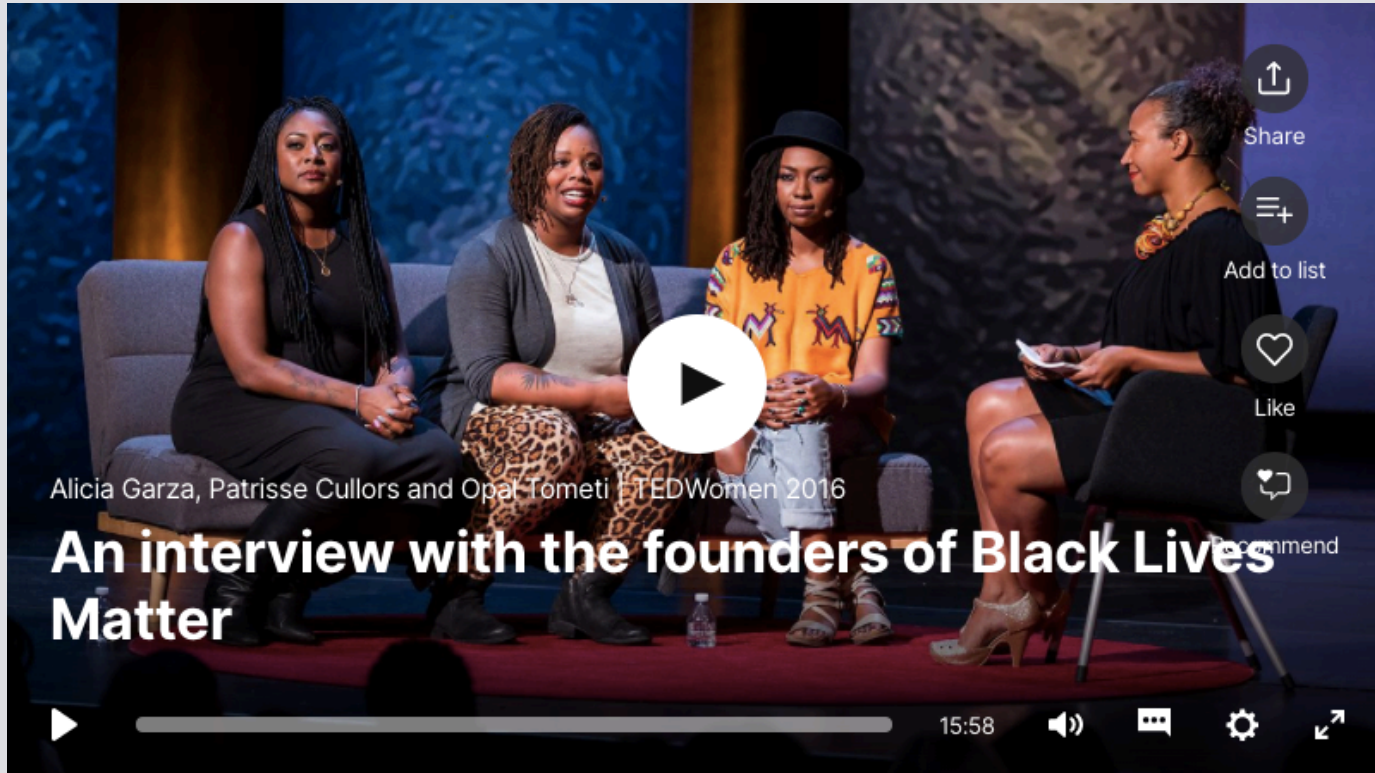 Share
Add to list
Like
Alicia Garza, Patrisse Cullors and Opal Tometi | TEDWomen 2016
Recommend
An interview with the founders of Black Lives
Matter
15:58